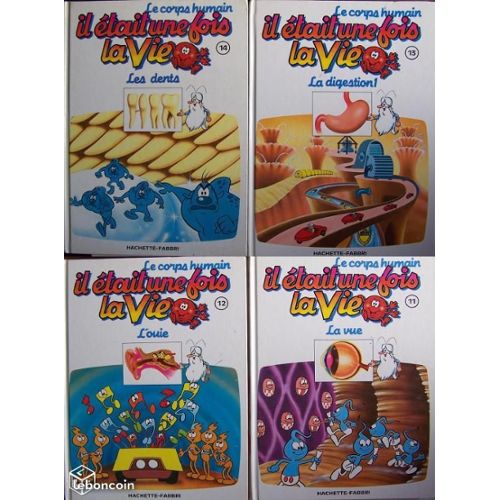 Le corps humain
il était une fois
la Vie
14
Les dents
HACHETTE-FABBRI
Le corps humain
il était une fois
la Vie
15
La digestion!
HACHETTE-FABBRI
Le corps humain
il était une fois
la Vie
12
L'ouie
leboncoin
HACHETTE-FABBRI
Le corps humain
il était une fois
la Vie
11
La vue
HACHETTE-FABBRI